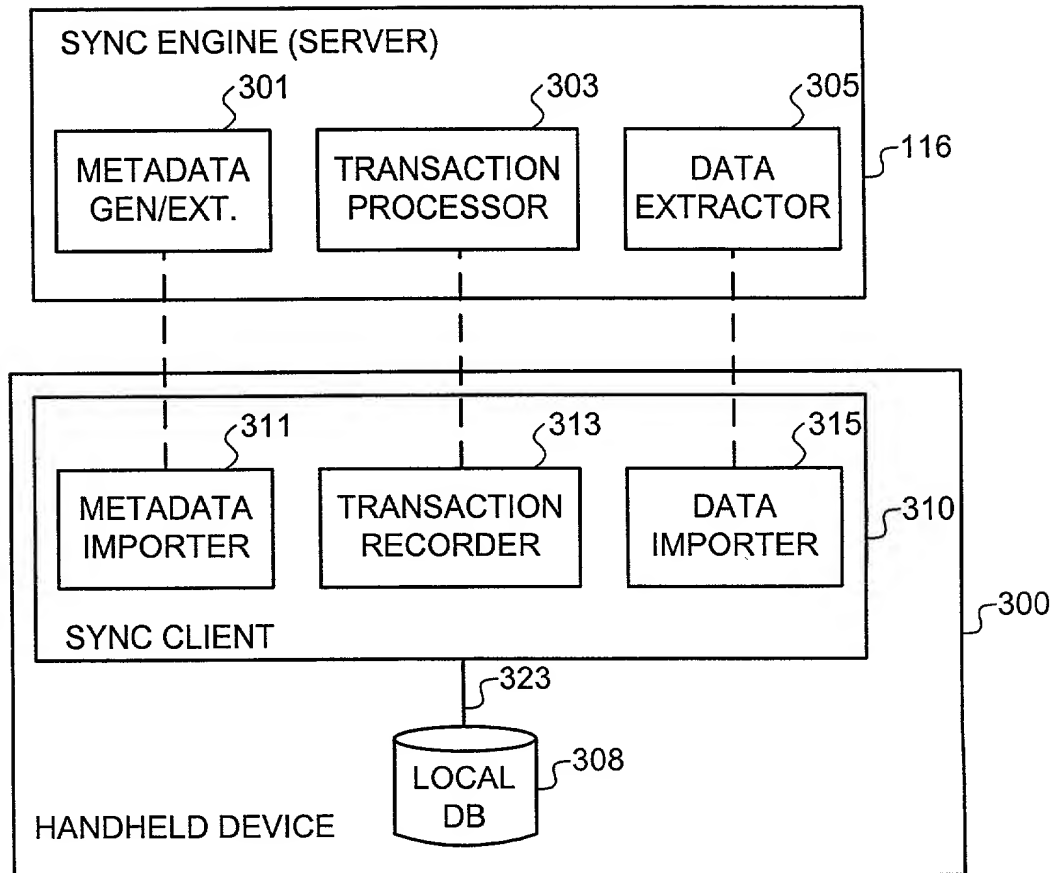 SYNC ENGINE (SERVER)
301
303
305
116
METADATA
GEN/EXT.
TRANSACTION
PROCESSOR
DATA
EXTRACTOR
311
313
315
METADATA
IMPORTER
TRANSACTION
RECORDER
DATA
IMPORTER
310
300
SYNC CLIENT
323
LOCAL
DB
308
HANDHELD DEVICE